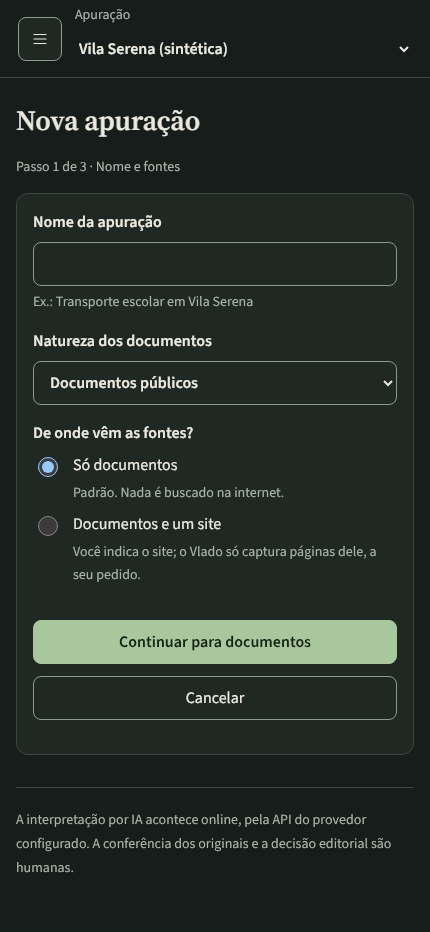 Apuração
Vila Serena (sintética)
Nova apuração
Passo 1 de 3 · Nome e fontes
Nome da apuração
Ex.: Transporte escolar em Vila Serena
Natureza dos documentos
Documentos públicos
De onde vêm as fontes?
Só documentos
Padrão. Nada é buscado na internet.
Documentos e um site
Você indica o site; o Vlado só captura páginas dele, a
seu pedido.
Continuar para documentos
Cancelar
A interpretação por IA acontece online, pela API do provedor
configurado. A conferência dos originais e a decisão editorial são
humanas.